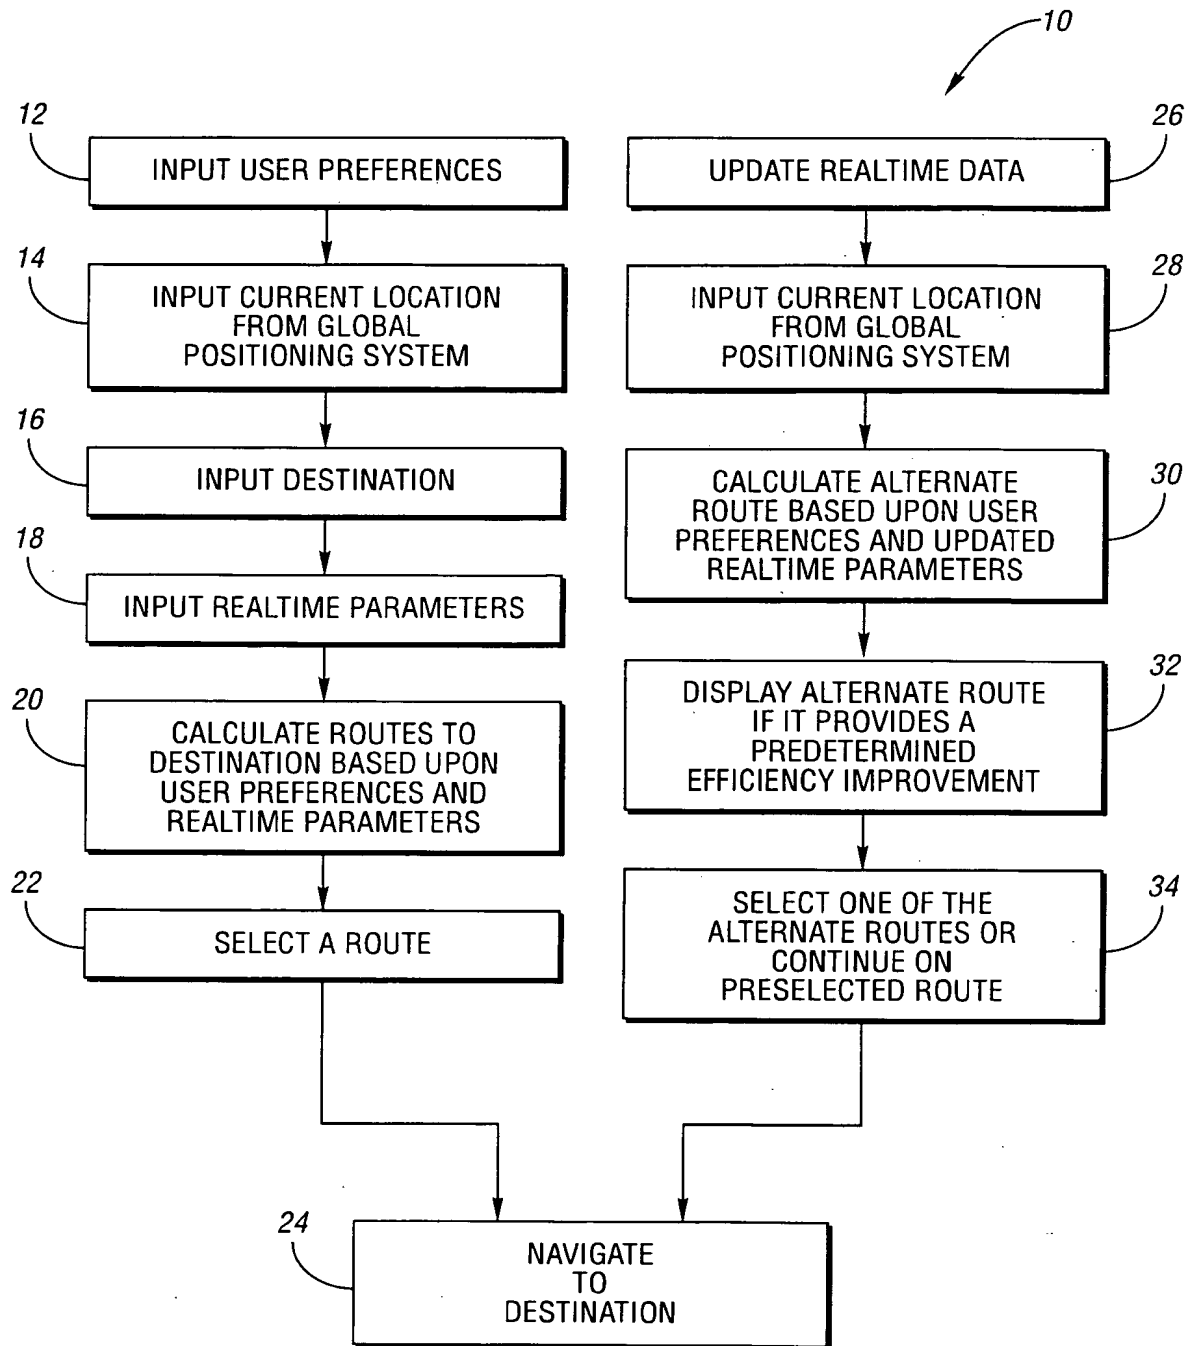 10
12
INPUT USER PREFERENCES
14
INPUT CURRENT LOCATION
FROM GLOBAL
POSITIONING SYSTEM
16
INPUT DESTINATION
18
INPUT REALTIME PARAMETERS
20
CALCULATE ROUTES TO
DESTINATION BASED UPON
USER PREFERENCES AND
REALTIME PARAMETERS
22
SELECT A ROUTE
26
UPDATE REALTIME DATA
28
INPUT CURRENT LOCATION
FROM GLOBAL
POSITIONING SYSTEM
30
CALCULATE ALTERNATE
ROUTE BASED UPON USER
PREFERENCES AND UPDATED
REALTIME PARAMETERS
32
DISPLAY ALTERNATE ROUTE
IF IT PROVIDES A
PREDETERMINED
EFFICIENCY IMPROVEMENT
34
SELECT ONE OF THE
ALTERNATE ROUTES OR
CONTINUE ON
PRESELECTED ROUTE
24
NAVIGATE
TO
DESTINATION